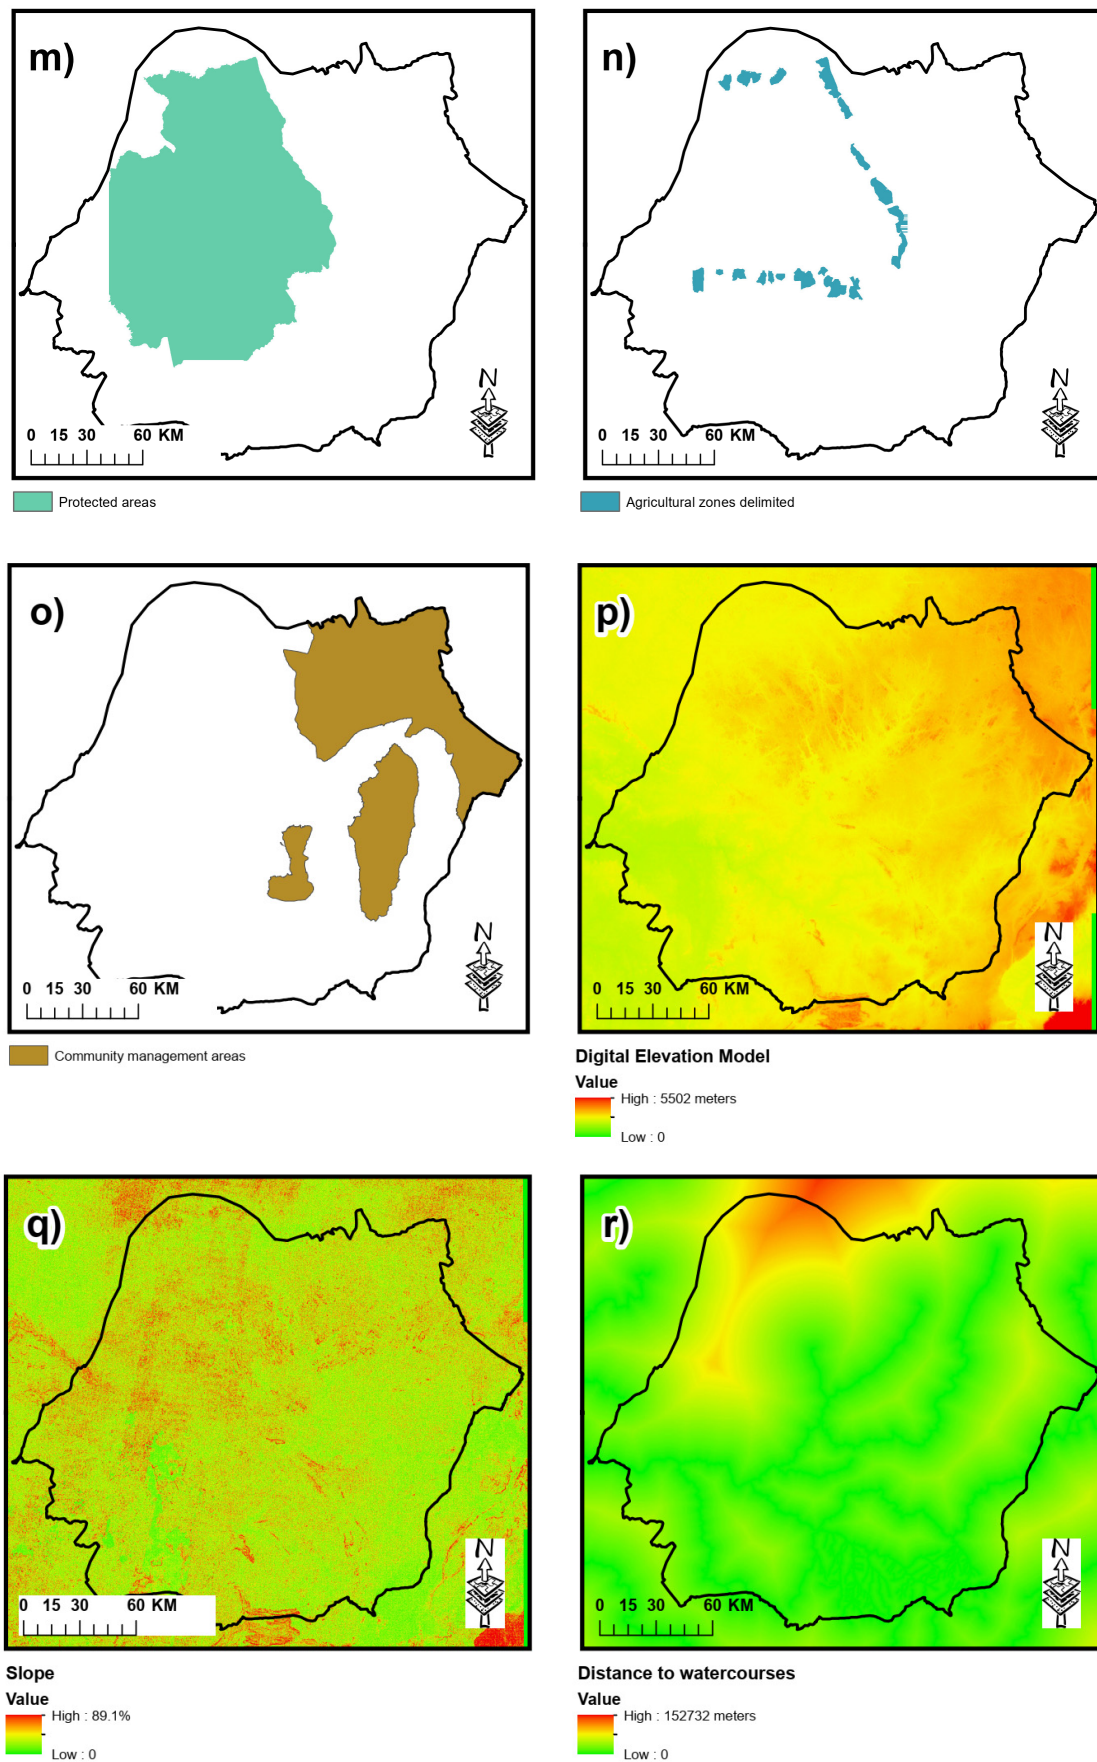 m)
N
0 15 30 60 KM
Protected areas
n)
N
0 15 30 60 KM
Agricultural zones delimited
o)
N
0 15 30 60 KM
Community management areas
p)
N
0 15 30 60 KM
Digital Elevation Model
Value
High : 5502 meters
Low : 0
q)
N
0 15 30 60 KM
Slope
Value
High : 89.1%
Low : 0
r)
N
0 15 30 60 KM
Distance to watercourses
Value
High : 152732 meters
Low : 0